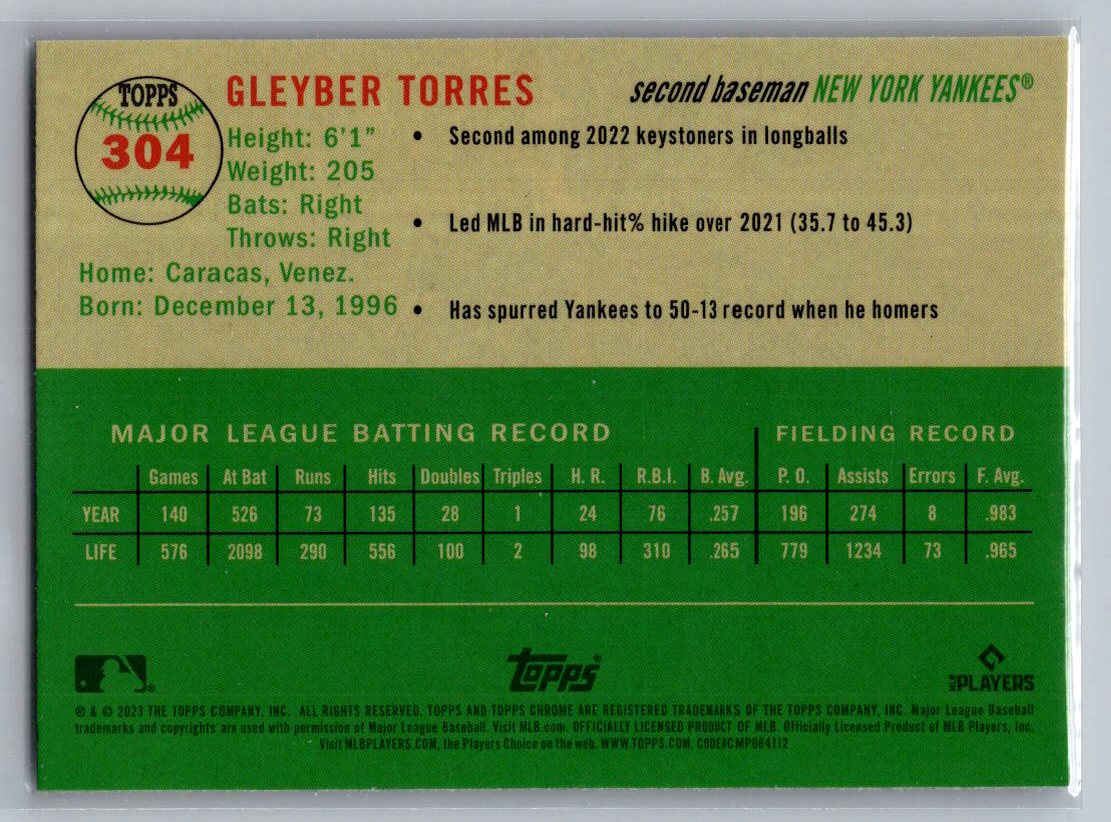 TOPPS
304
GLEYBER TORRES
second baseman NEW YORK YANKEES®
Height: 6'1"
Weight: 205
Bats: Right
Throws: Right
Home: Caracas, Venez.
Born: December 13, 1996
• Second among 2022 keystoners in longballs
• Led MLB in hard-hit% hike over 2021 (35.7 to 45.3)
• Has spurred Yankees to 50-13 record when he homers
MAJOR LEAGUE BATTING RECORD FIELDING RECORD
Games At Bat Runs Hits Doubles Triples H. R. R.B.I. B. Avg. P. O. Assists Errors F. Avg.
YEAR 140 526 73 135 28 1 24 76 .257 196 274 8 .983
LIFE 576 2098 290 556 100 2 98 310 .265 779 1234 73 .965
topps®
MLB PLAYERS
® & © 2023 THE TOPPS COMPANY, INC. ALL RIGHTS RESERVED. TOPPS AND TOPPS CHROME ARE REGISTERED TRADEMARKS OF THE TOPPS COMPANY, INC. Major League Baseball
trademarks and copyrights are used with permission of Major League Baseball. Visit MLB.com. OFFICIALLY LICENSED PRODUCT OF MLB. Officially Licensed Product of MLB Players, Inc.
Visit MLBPLAYERS.COM, the Players Choice on the web. WWW.TOPPS.COM. CODE#CMP084112